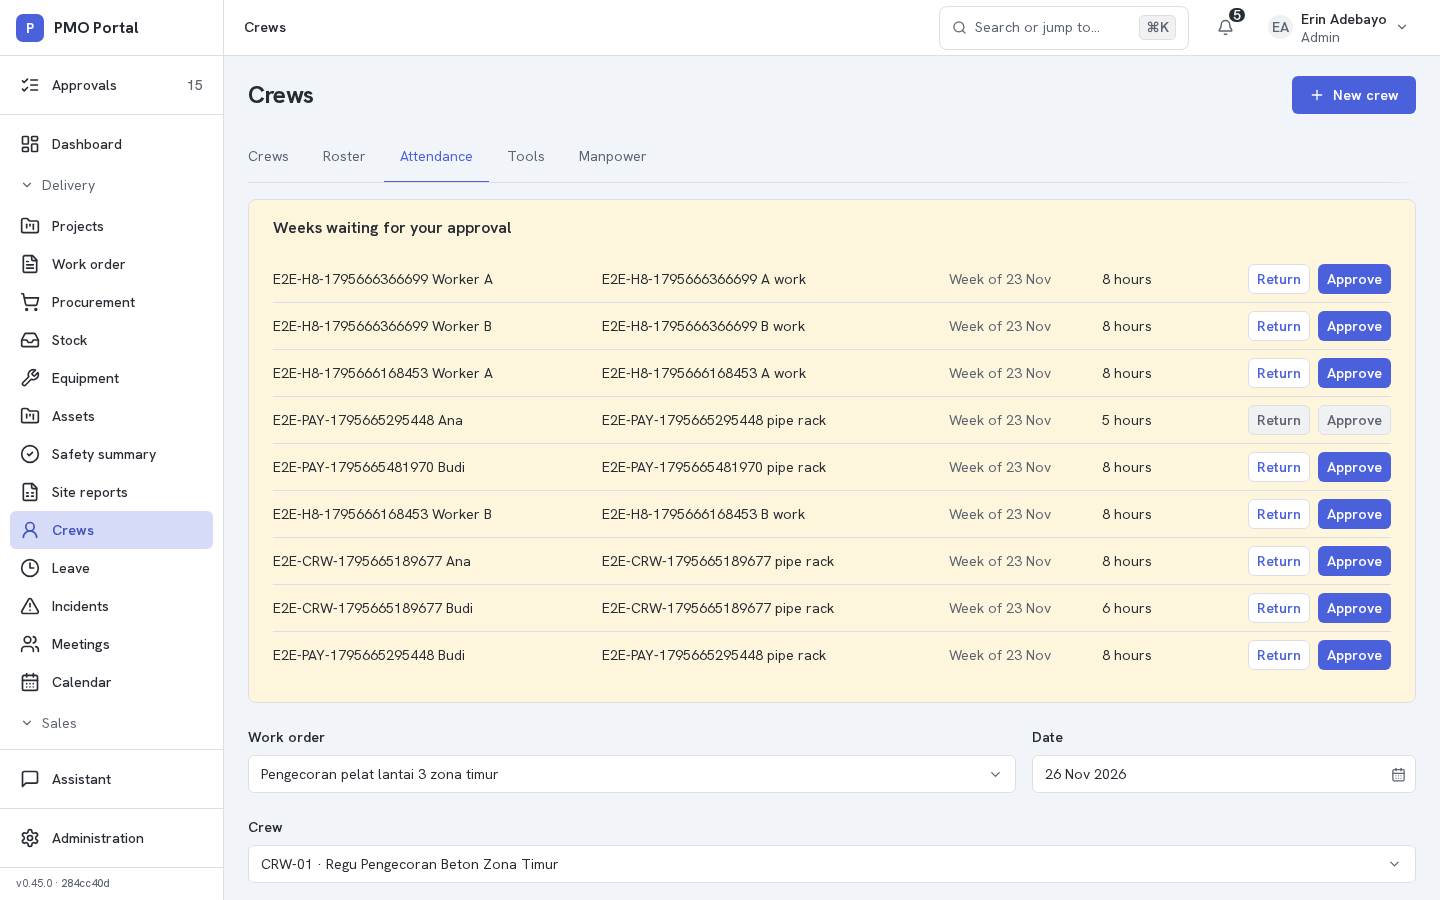 P PMO Portal
Crews
Search or jump to...
⌘K
5
EA
Erin Adebayo
Admin
Approvals 15
Dashboard
Delivery
Projects
Work order
Procurement
Stock
Equipment
Assets
Safety summary
Site reports
Crews
Leave
Incidents
Meetings
Calendar
Sales
Assistant
Administration
v0.45.0 · 284cc40d
Crews
New crew
Crews Roster Attendance Tools Manpower
Weeks waiting for your approval
E2E-H8-1795666366699 Worker A E2E-H8-1795666366699 A work Week of 23 Nov 8 hours Return Approve
E2E-H8-1795666366699 Worker B E2E-H8-1795666366699 B work Week of 23 Nov 8 hours Return Approve
E2E-H8-1795666168453 Worker A E2E-H8-1795666168453 A work Week of 23 Nov 8 hours Return Approve
E2E-PAY-1795665295448 Ana E2E-PAY-1795665295448 pipe rack Week of 23 Nov 5 hours Return Approve
E2E-PAY-1795665481970 Budi E2E-PAY-1795665481970 pipe rack Week of 23 Nov 8 hours Return Approve
E2E-H8-1795666168453 Worker B E2E-H8-1795666168453 B work Week of 23 Nov 8 hours Return Approve
E2E-CRW-1795665189677 Ana E2E-CRW-1795665189677 pipe rack Week of 23 Nov 8 hours Return Approve
E2E-CRW-1795665189677 Budi E2E-CRW-1795665189677 pipe rack Week of 23 Nov 6 hours Return Approve
E2E-PAY-1795665295448 Budi E2E-PAY-1795665295448 pipe rack Week of 23 Nov 8 hours Return Approve
Work order
Pengecoran pelat lantai 3 zona timur
Date
26 Nov 2026
Crew
CRW-01 · Regu Pengecoran Beton Zona Timur